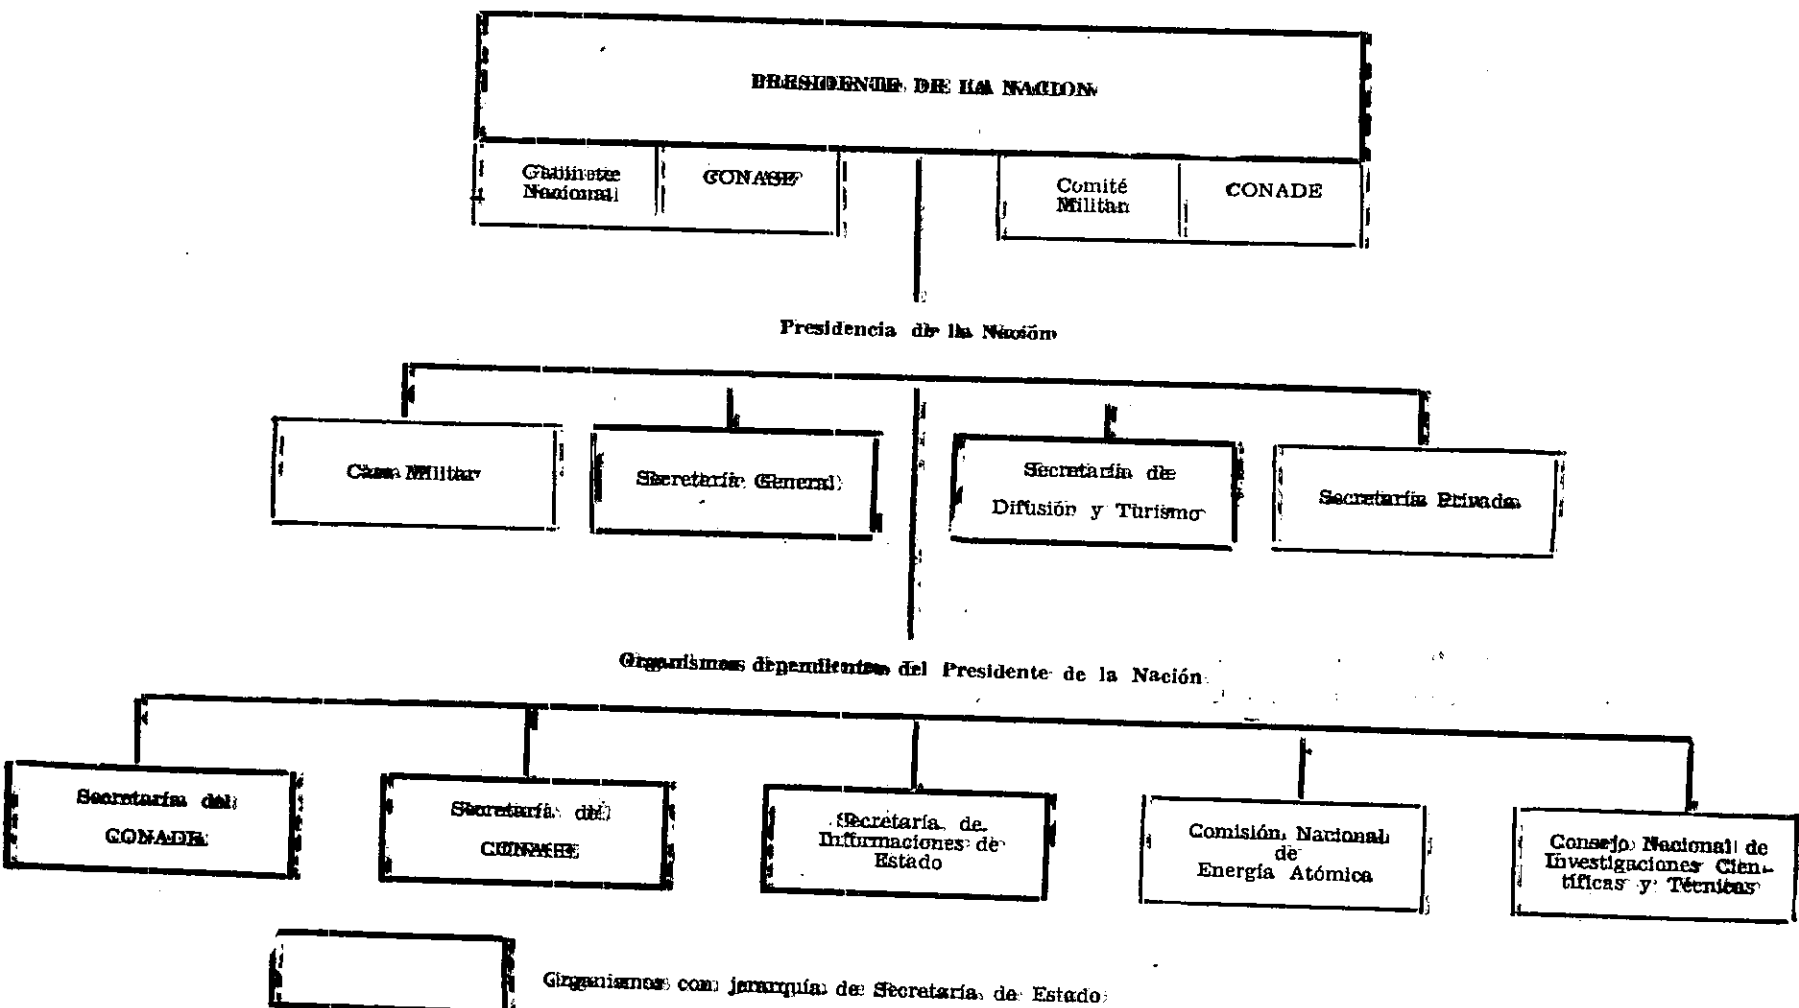 PRESIDENTE DE LA NACION
Gabinete
Nacional
CONASE
Comité
Militar
CONADE
Presidencia de la Nación
Casa Militar
Secretaría General
Secretaría de
Difusión y Turismo
Secretaría Privada
Organismos dependientes del Presidente de la Nación
Secretaría del
CONADE
Secretaría del
CONASE
Secretaría de
Informaciones de
Estado
Comisión Nacional
de
Energía Atómica
Consejo Nacional de
Investigaciones Cien-
tíficas y Técnicas
Organismos con jerarquía de Secretaría de Estado